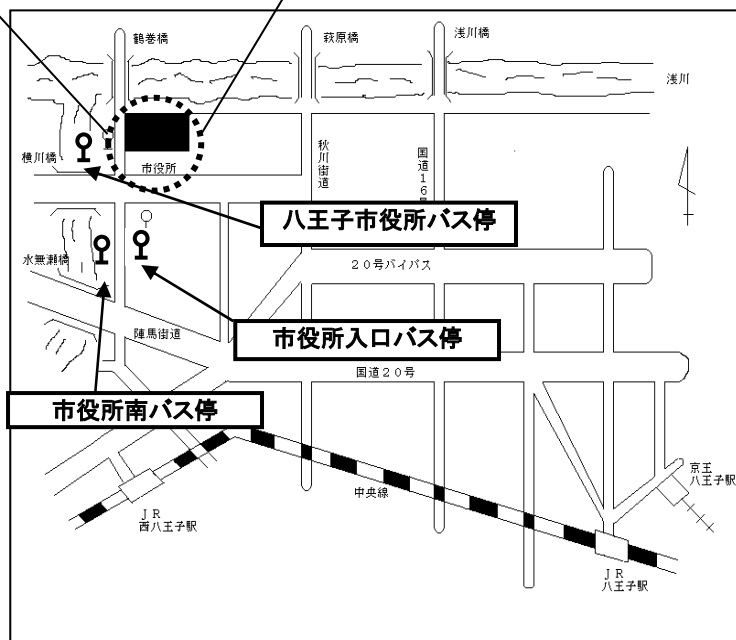 鶴巻橋
萩原橋
浅川橋
浅川
横川橋
市役所
秋川街道
国道16号
八王子市役所バス停
水無瀬橋
20号バイパス
陣馬街道
市役所入口バス停
国道20号
市役所南バス停
中央線
京王
八王子駅
JR
西八王子駅
JR
八王子駅